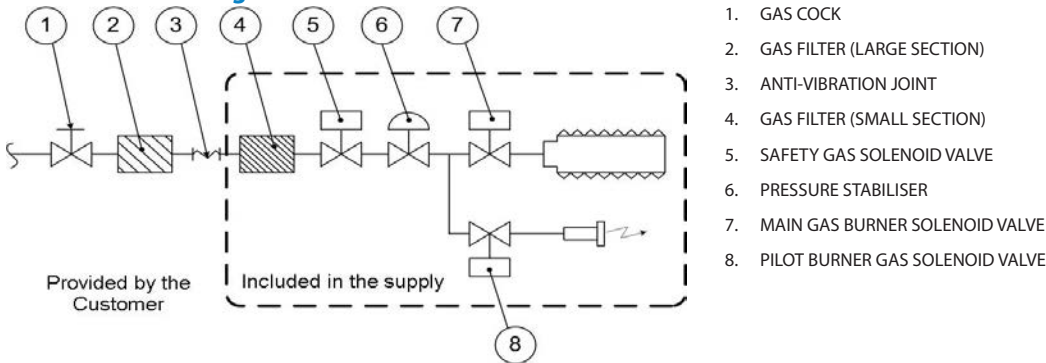 1 2 3 4 5 6 7
Provided by the
Customer
Included in the supply
8
1. GAS COCK
2. GAS FILTER (LARGE SECTION)
3. ANTI-VIBRATION JOINT
4. GAS FILTER (SMALL SECTION)
5. SAFETY GAS SOLENOID VALVE
6. PRESSURE STABILISER
7. MAIN GAS BURNER SOLENOID VALVE
8. PILOT BURNER GAS SOLENOID VALVE